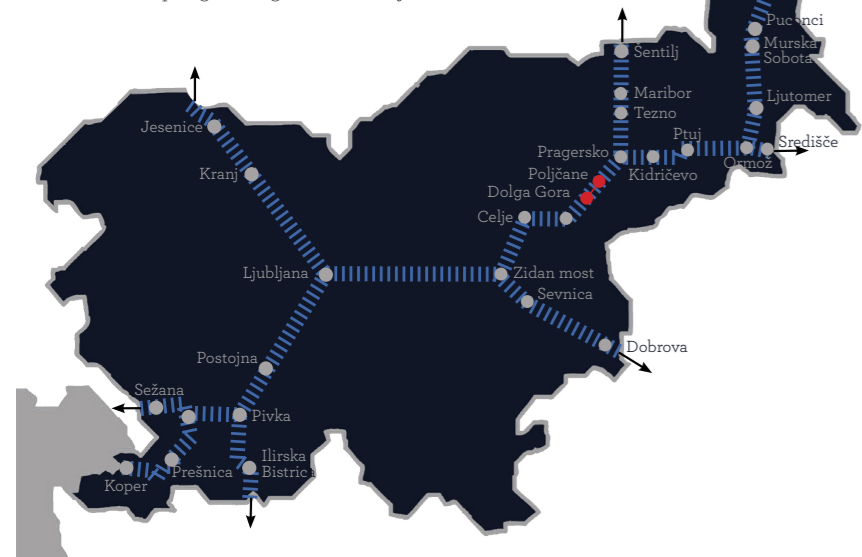 Puconci
Šentilj
Murska
Sobota
Maribor
Ljutomer
Tezno
Jesenice
Ptuj
Središče
Pragersko
Ormož
Kidričevo
Kranj
Poljčane
Dolga Gora
Celje
Ljubljana
Zidan most
Sevnica
Dobrova
Postojna
Sežana
Pivka
Ilirska
Bistrica
Prešnica
Koper